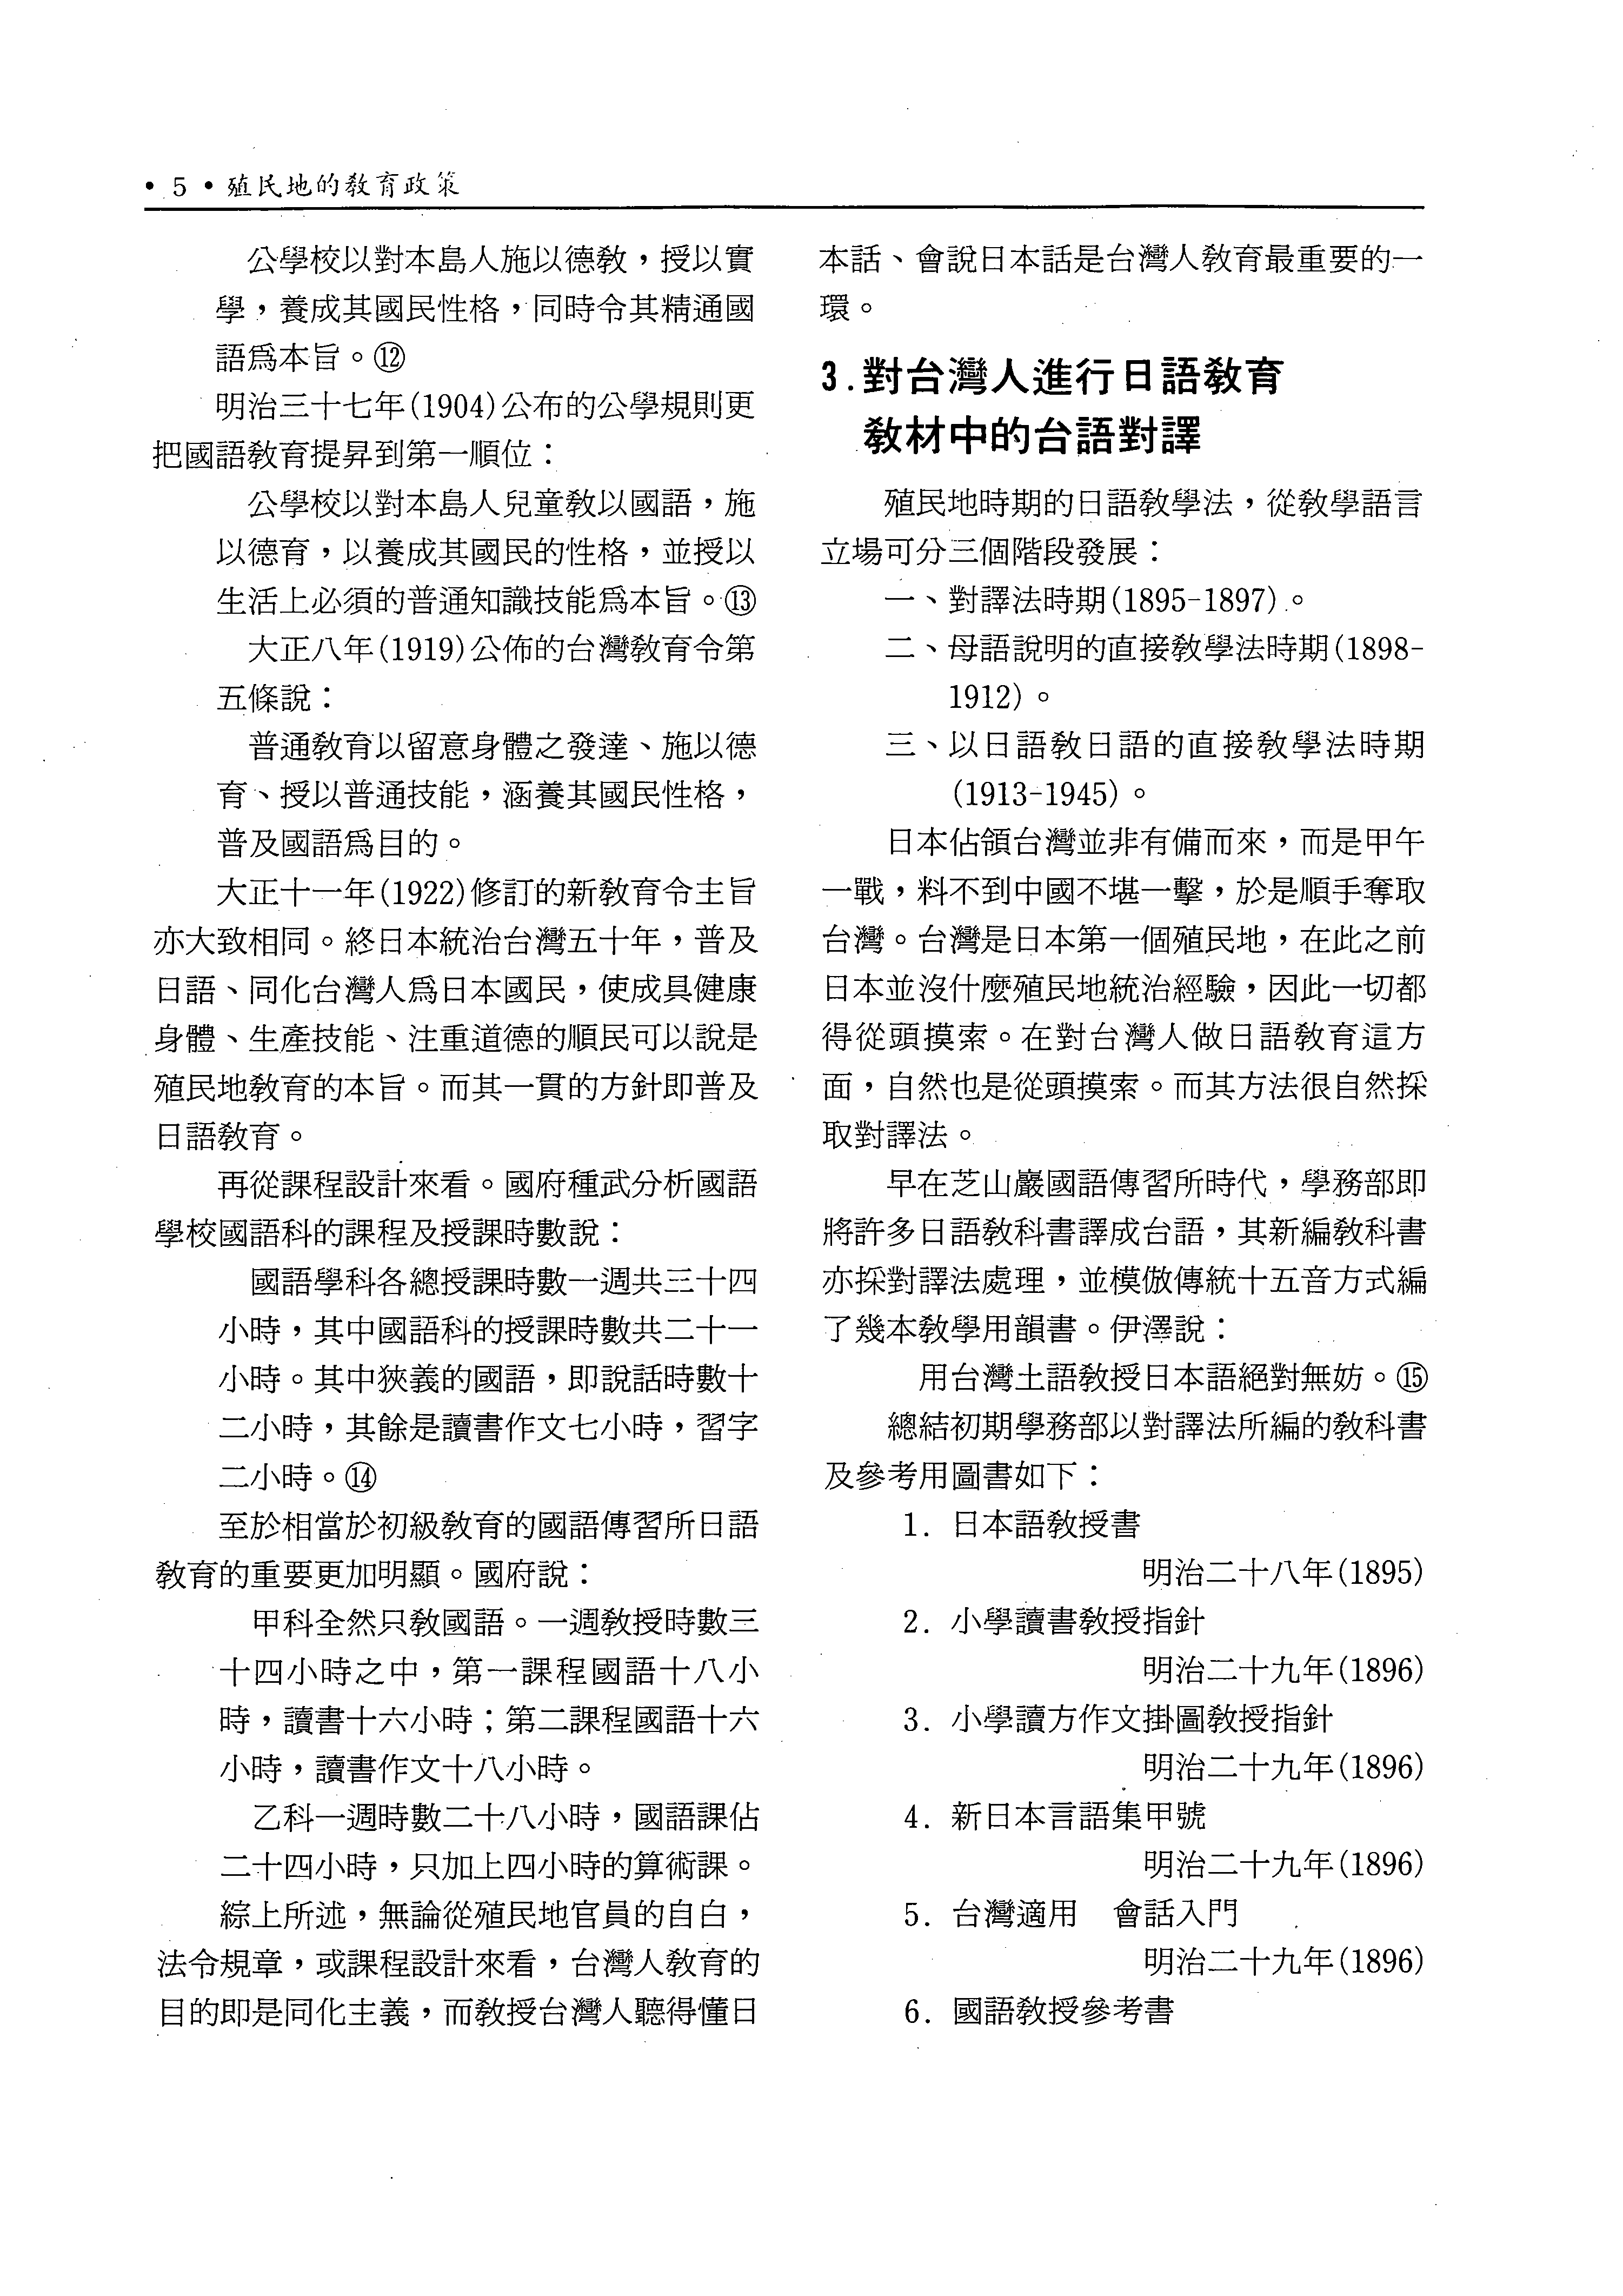 • 5 • 殖民地的教育政策
公學校以對本島人施以德教，授以實
學，養成其國民性格，同時令其精通國
語爲本旨。⑫
明治三十七年(1904)公布的公學規則更
把國語教育提昇到第一順位：
公學校以對本島人兒童教以國語，施
以德育，以養成其國民的性格，並授以
生活上必須的普通知識技能爲本旨。⑬
大正八年(1919)公佈的台灣教育令第
五條說：
普通教育以留意身體之發達、施以德
育、授以普通技能，涵養其國民性格，
普及國語爲目的。
大正十一年(1922)修訂的新教育令主旨
亦大致相同。終日本統治台灣五十年，普及
日語、同化台灣人爲日本國民，使成具健康
身體、生產技能、注重道德的順民可以說是
殖民地教育的本旨。而其一貫的方針即普及
日語教育。
再從課程設計來看。國府種武分析國語
學校國語科的課程及授課時數說：
國語學科各總授課時數一週共三十四
小時，其中國語科的授課時數共二十一
小時。其中狹義的國語，即說話時數十
二小時，其餘是讀書作文七小時，習字
二小時。⑭
至於相當於初級教育的國語傳習所日語
教育的重要更加明顯。國府說：
甲科全然只教國語。一週教授時數三
十四小時之中，第一課程國語十八小
時，讀書十六小時；第二課程國語十六
小時，讀書作文十八小時。
乙科一週時數二十八小時，國語課佔
二十四小時，只加上四小時的算術課。
綜上所述，無論從殖民地官員的自白，
法令規章，或課程設計來看，台灣人教育的
目的即是同化主義，而教授台灣人聽得懂日
本話、會說日本話是台灣人教育最重要的一
環。
3.對台灣人進行日語教育
教材中的台語對譯
殖民地時期的日語教學法，從教學語言
立場可分三個階段發展：
一、對譯法時期(1895-1897)。
二、母語說明的直接教學法時期(1898-
1912)。
三、以日語教日語的直接教學法時期
(1913-1945)。
日本佔領台灣並非有備而來，而是甲午
一戰，料不到中國不堪一擊，於是順手奪取
台灣。台灣是日本第一個殖民地，在此之前
日本並沒什麼殖民地統治經驗，因此一切都
得從頭摸索。在對台灣人做日語教育這方
面，自然也是從頭摸索。而其方法很自然採
取對譯法。
早在芝山巖國語傳習所時代，學務部即
將許多日語教科書譯成台語，其新編教科書
亦採對譯法處理，並模倣傳統十五音方式編
了幾本教學用韻書。伊澤說：
用台灣土語教授日本語絕對無妨。⑮
總結初期學務部以對譯法所編的教科書
及參考用圖書如下：
1. 日本語教授書
明治二十八年(1895)
2. 小學讀書教授指針
明治二十九年(1896)
3. 小學讀方作文掛圖教授指針
明治二十九年(1896)
4. 新日本言語集甲號
明治二十九年(1896)
5. 台灣適用　會話入門
明治二十九年(1896)
6. 國語教授參考書